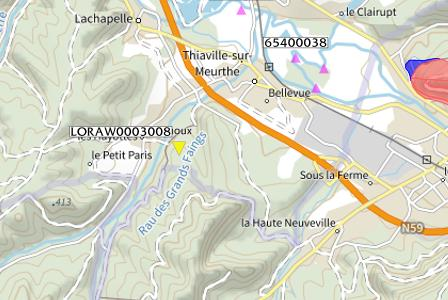 le Clairupt
Lachapelle
65400038
Thiaville-sur-
Meurthe
Bellevue
LORAW0003008
le Petit Paris
Rau des Grands Faings
Sous la Ferme
413
la Haute Neuveville
N59